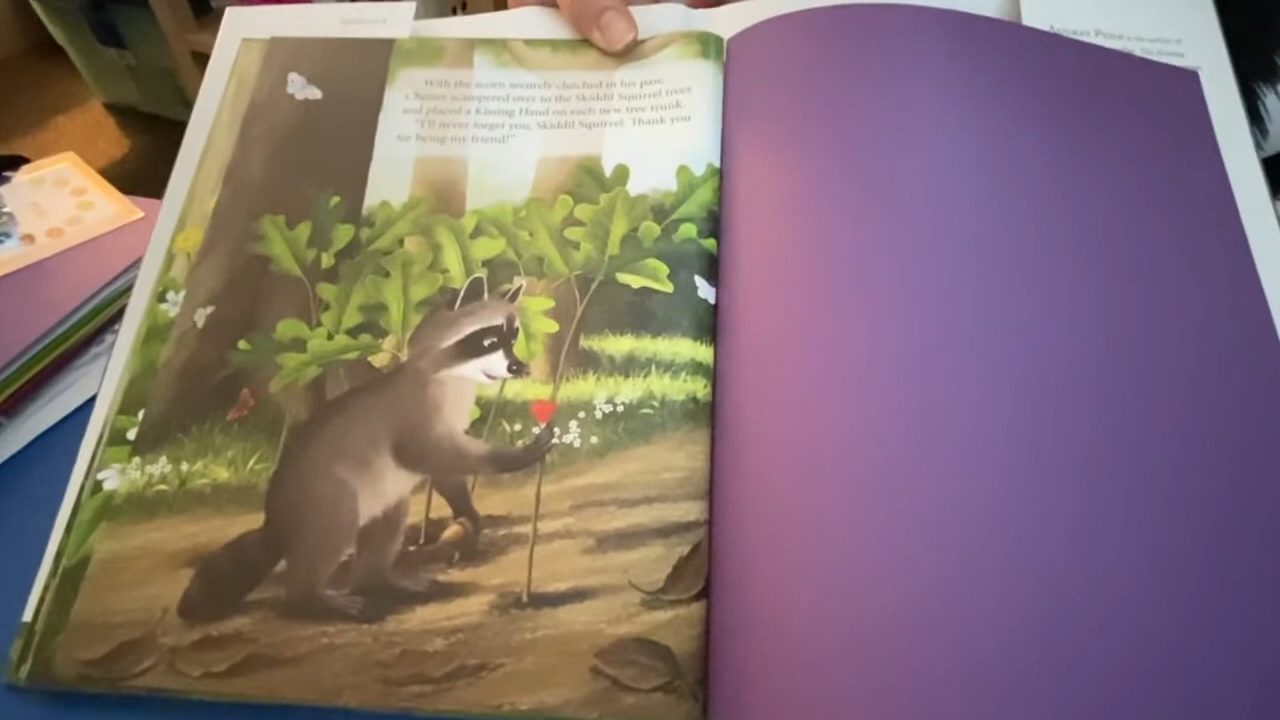 With the acorn securely clutched in his paw,
Chester scampered over to the Skiddil Squirrel trees
and placed a Kissing Hand on each new tree trunk.
"I'll never forget you, Skiddil Squirrel. Thank you
for being my friend!"